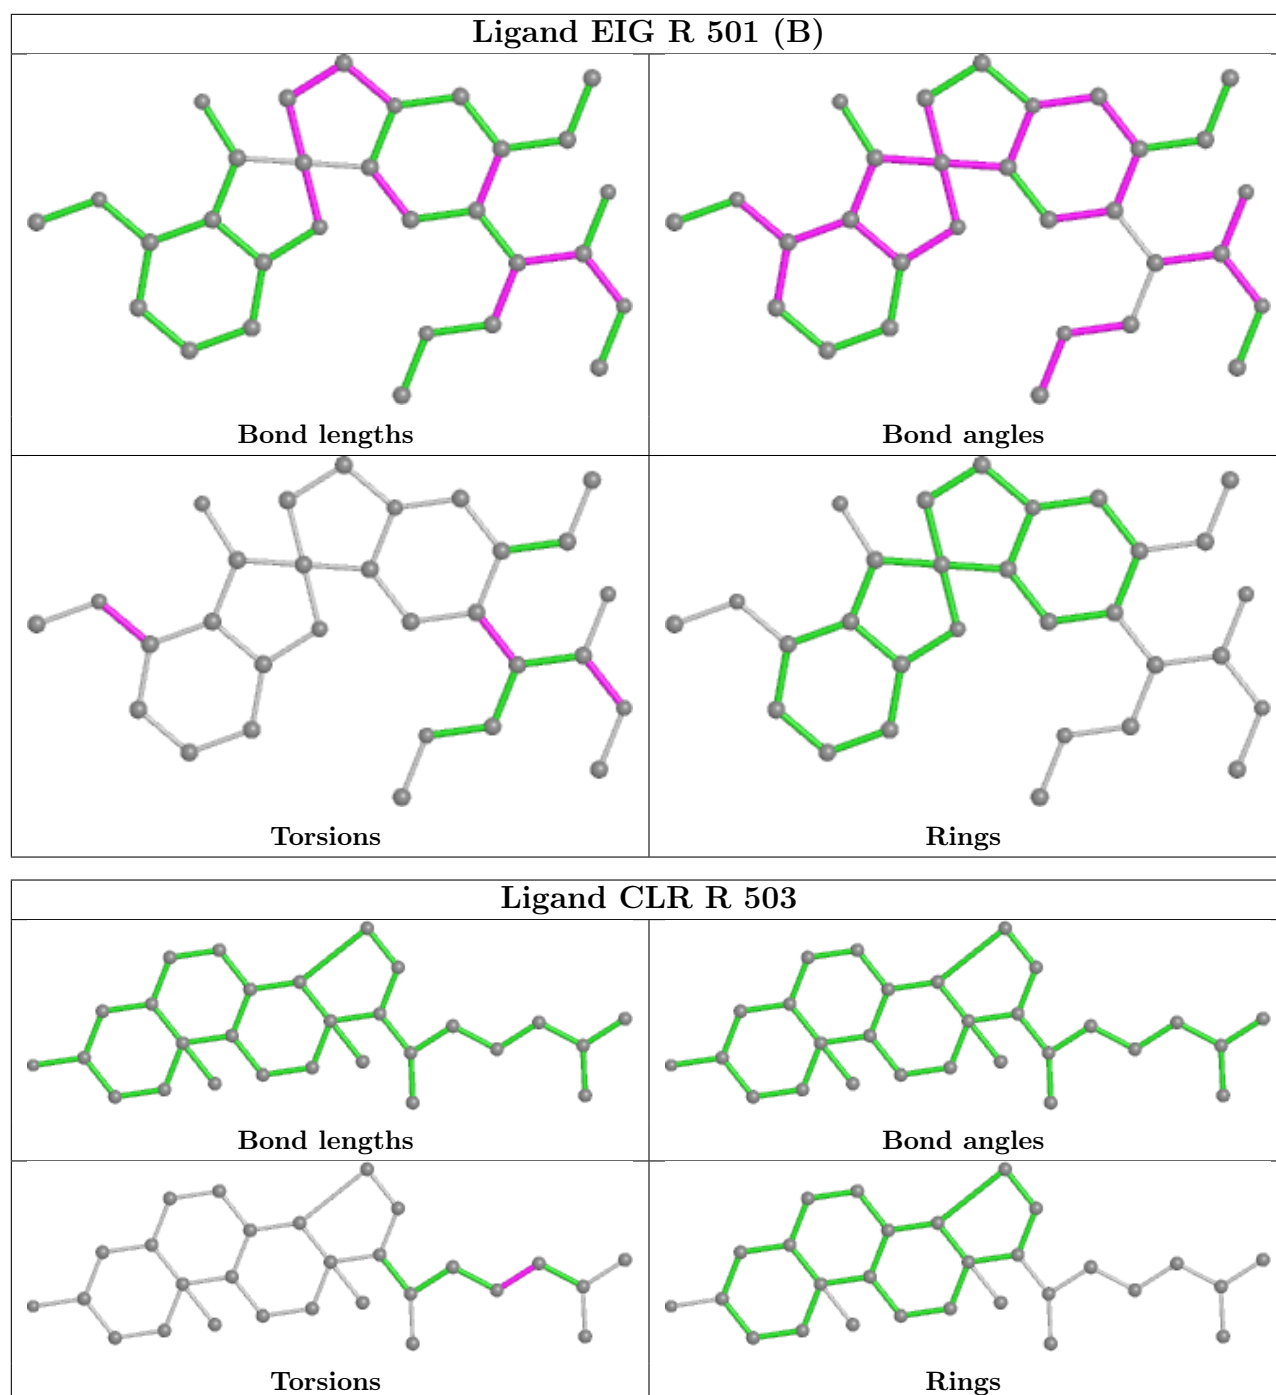 Ligand EIG R 501 (B)
Bond lengths
Bond angles
Torsions
Rings
Ligand CLR R 503
Bond lengths
Bond angles
Torsions
Rings